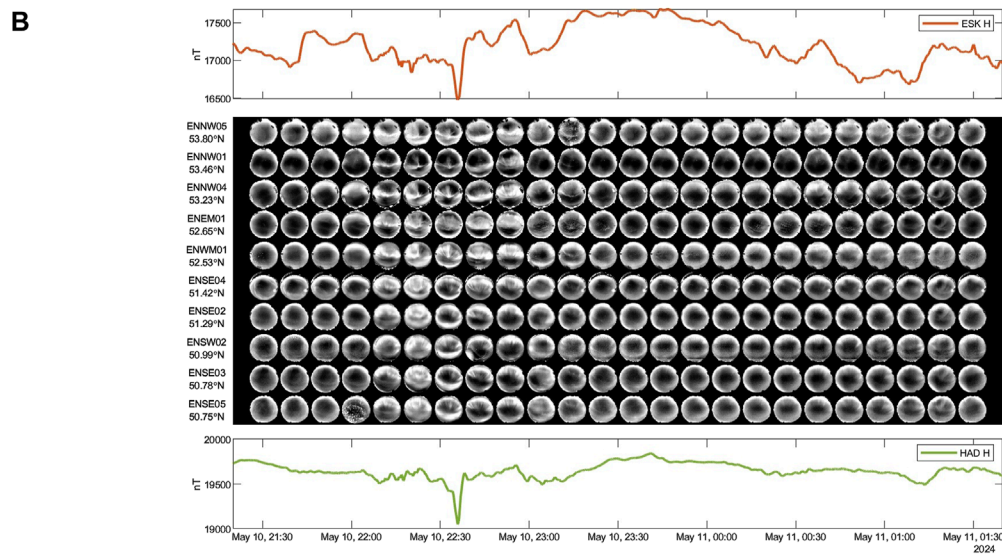 B
ESK H
17500
17000
16500
nT
ENNW05
53.80°N
ENNW01
53.46°N
ENNW04
53.23°N
ENEM01
52.65°N
ENWM01
52.53°N
ENSE04
51.42°N
ENSE02
51.29°N
ENSW02
50.99°N
ENSE03
50.78°N
ENSE05
50.75°N
20000
HAD H
19500
nT
19000
May 10, 21:30 May 10, 22:00 May 10, 22:30 May 10, 23:00 May 10, 23:30 May 11, 00:00 May 11, 00:30 May 11, 01:00 May 11, 01:30
2024